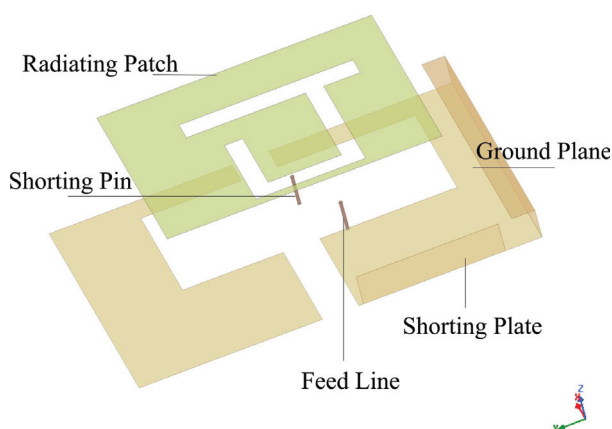 Radiating Patch
Ground Plane
Shorting Pin
Shorting Plate
Feed Line
Z
X
Y